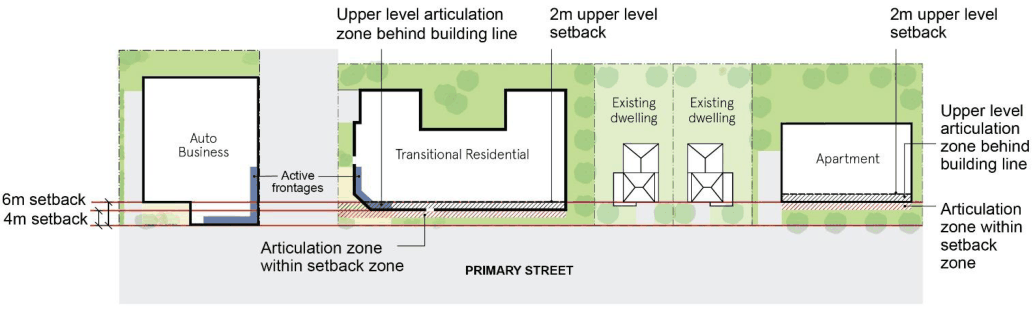 Upper level articulation
zone behind building line
2m upper level
setback
2m upper level
setback
Existing
dwelling
Existing
dwelling
Auto
Business
Transitional Residential
Apartment
Upper level
articulation
zone behind
building line
Active
frontages
6m setback
4m setback
Articulation zone
within setback zone
Articulation
zone within
setback
zone
PRIMARY STREET